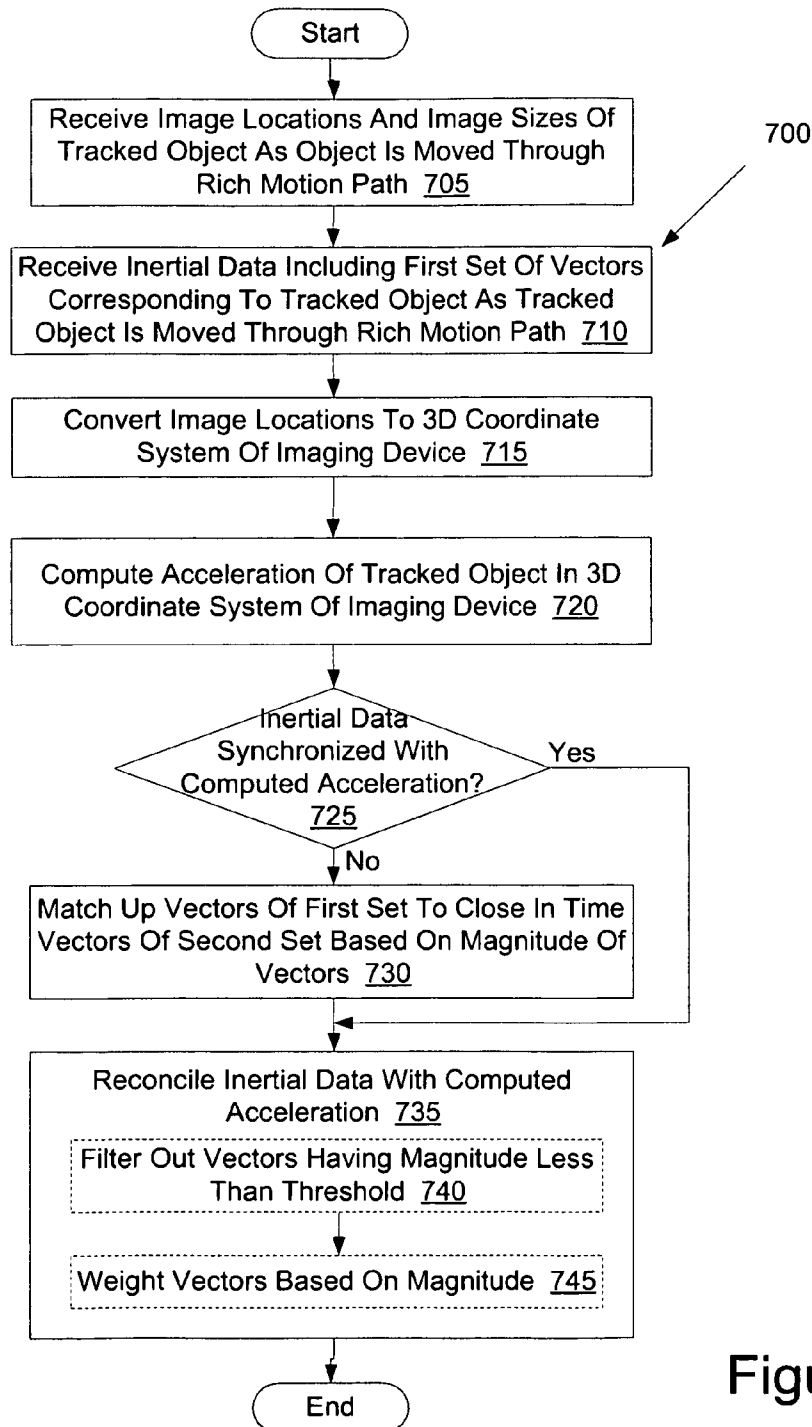 Start
Receive Image Locations And Image Sizes Of
Tracked Object As Object Is Moved Through
Rich Motion Path 705
700
Receive Inertial Data Including First Set Of Vectors
Corresponding To Tracked Object As Tracked
Object Is Moved Through Rich Motion Path 710
Convert Image Locations To 3D Coordinate
System Of Imaging Device 715
Compute Acceleration Of Tracked Object In 3D
Coordinate System Of Imaging Device 720
Inertial Data
Synchronized With
Computed Acceleration?
725
Yes
No
Match Up Vectors Of First Set To Close In Time
Vectors Of Second Set Based On Magnitude Of
Vectors 730
Reconcile Inertial Data With Computed
Acceleration 735
Filter Out Vectors Having Magnitude Less
Than Threshold 740
Weight Vectors Based On Magnitude 745
End